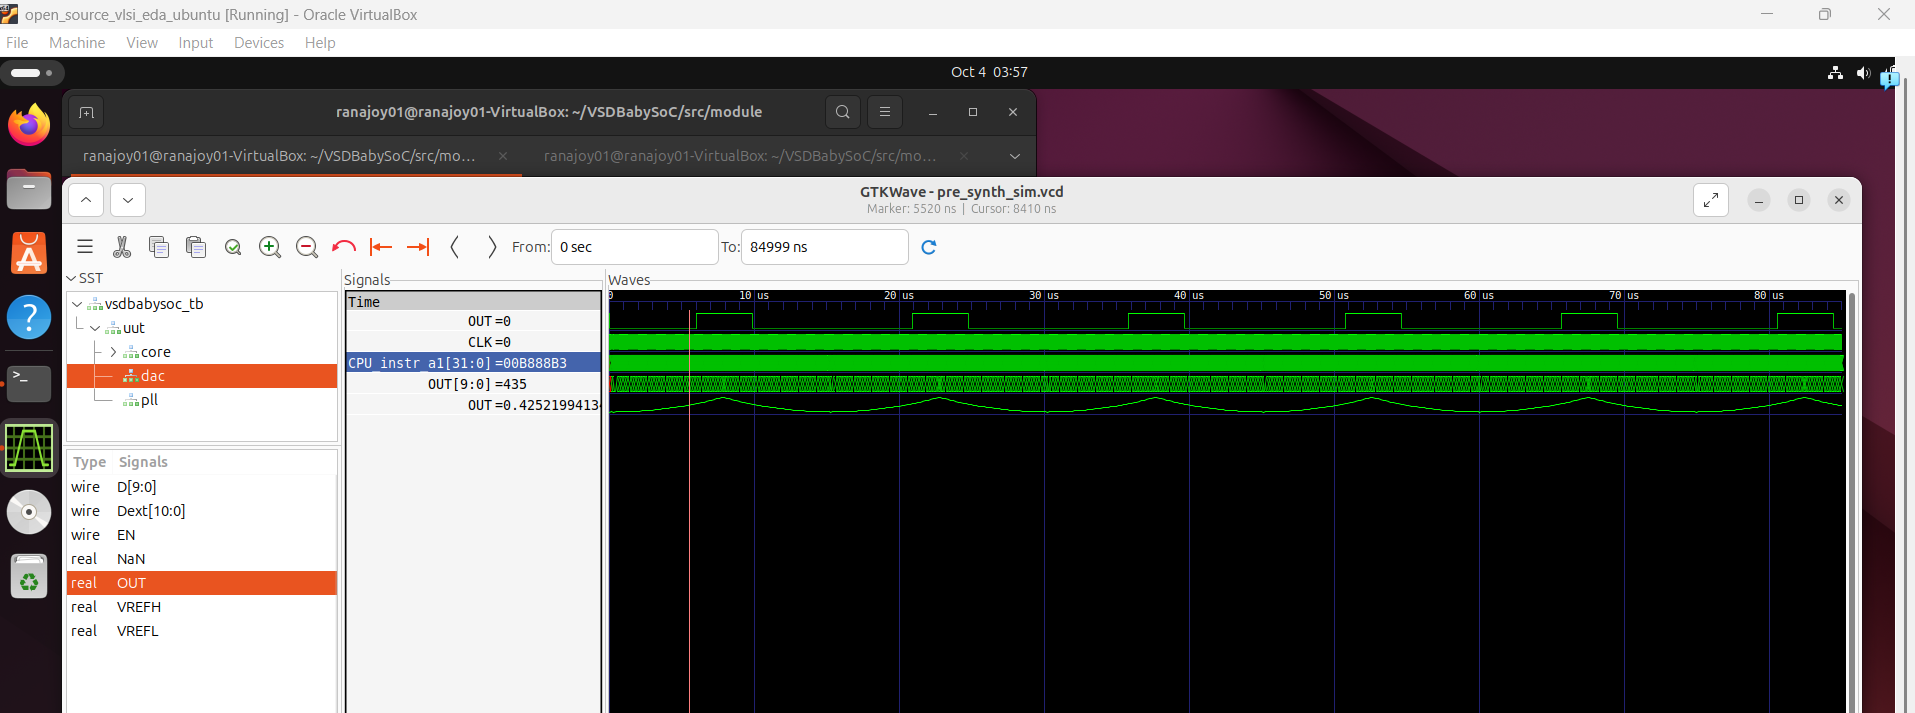 open_source_vlsi_eda_ubuntu [Running] - Oracle VirtualBox
File Machine View Input Devices Help
Oct 4 03:57
ranajoy01@ranajoy01-VirtualBox: ~/VSDBabySoC/src/module
ranajoy01@ranajoy01-VirtualBox: ~/VSDBabySoC/src/mo... ranajoy01@ranajoy01-VirtualBox: ~/VSDBabySoC/src/mo...
GTKWave - pre_synth_sim.vcd
Marker: 5520 ns | Cursor: 8410 ns
From: 0 sec To: 84999 ns
SST
vsdbabysoc_tb
uut
core
dac
pll
Type Signals
wire D[9:0]
wire Dext[10:0]
wire EN
real NaN
real OUT
real VREFH
real VREFL
Signals
Time
OUT =0
CLK =0
CPU_instr_a1[31:0] =00B888B3
OUT[9:0] =435
OUT =0.4252199413
Waves
0 10 us 20 us 30 us 40 us 50 us 60 us 70 us 80 us